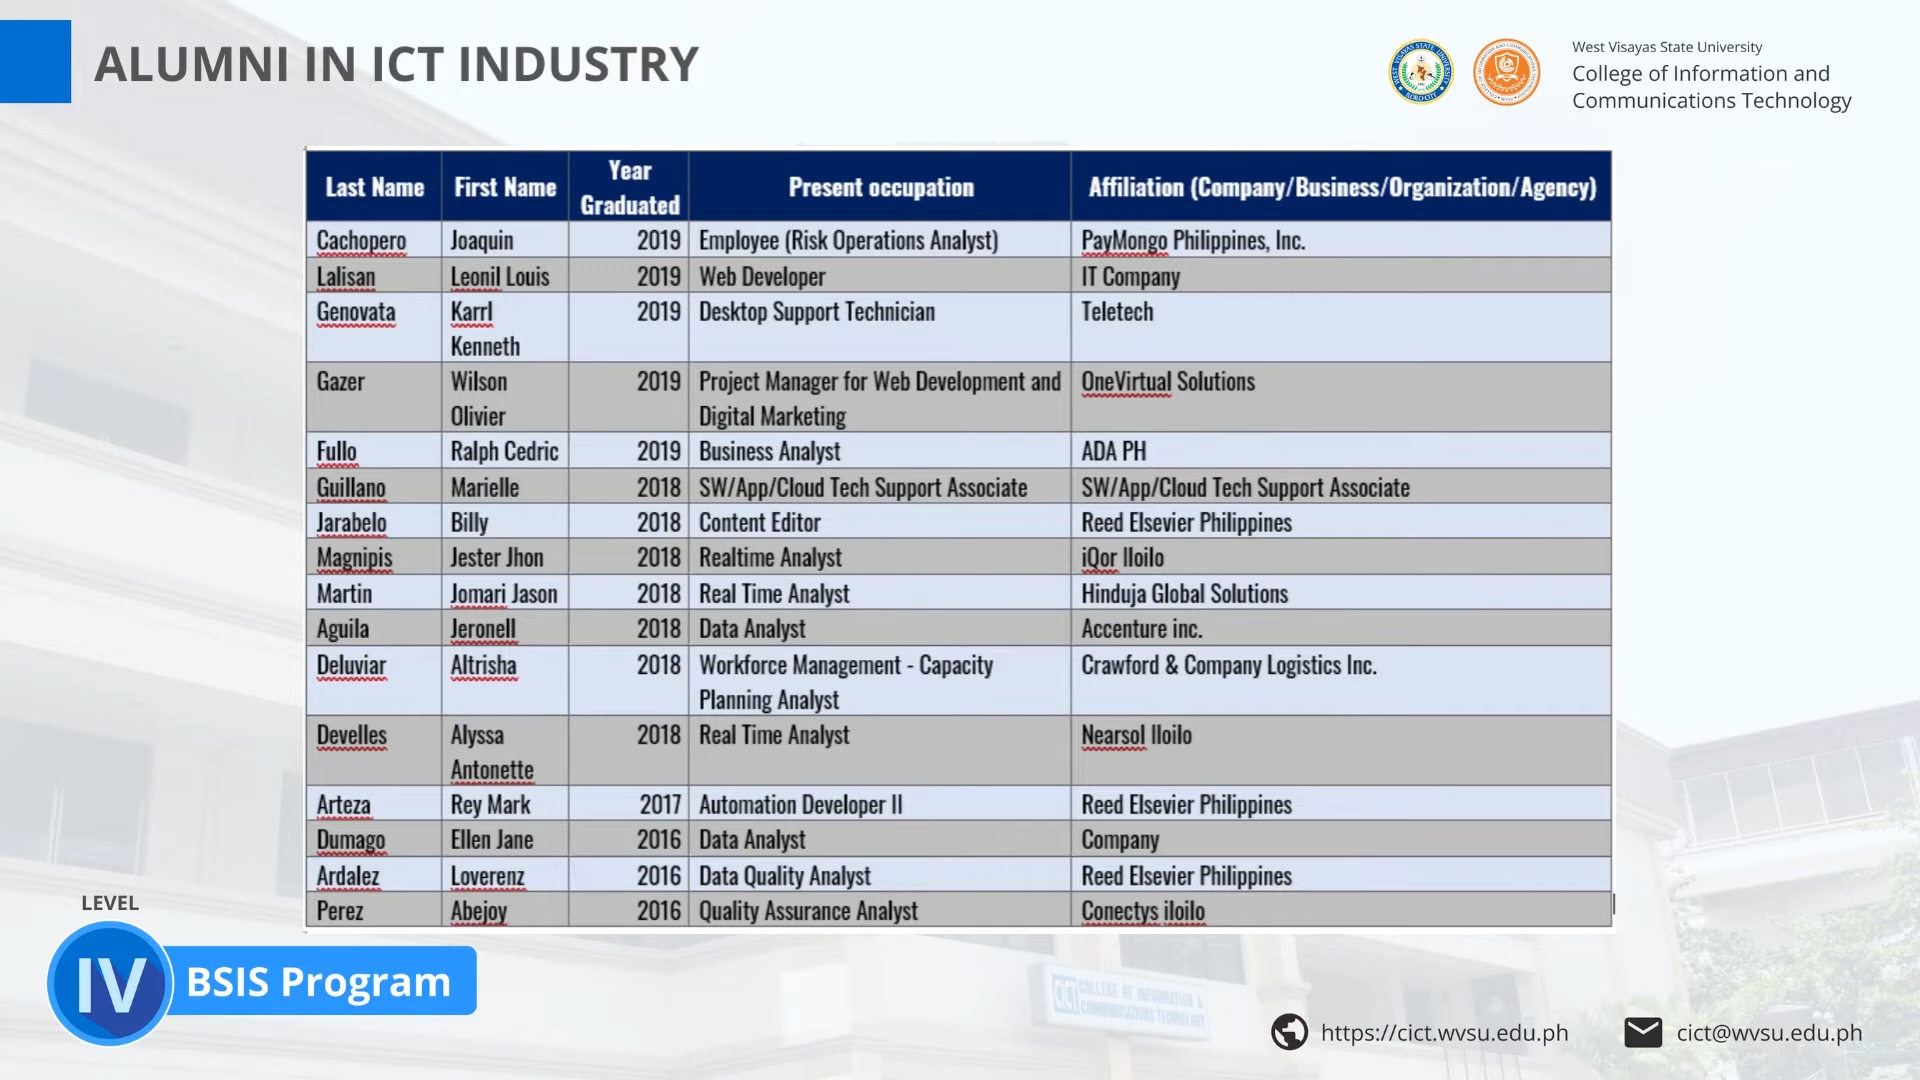 ALUMNI IN ICT INDUSTRY
West Visayas State University
College of Information and
Communications Technology
Last Name First Name Year Graduated Present occupation Affiliation (Company/Business/Organization/Agency)
Cachopero Joaquin 2019 Employee (Risk Operations Analyst) PayMongo Philippines, Inc.
Lalisan Leonil Louis 2019 Web Developer IT Company
Genovata Karrl Kenneth 2019 Desktop Support Technician Teletech
Gazer Wilson Olivier 2019 Project Manager for Web Development and Digital Marketing OneVirtual Solutions
Fullo Ralph Cedric 2019 Business Analyst ADA PH
Guillano Marielle 2018 SW/App/Cloud Tech Support Associate SW/App/Cloud Tech Support Associate
Jarabelo Billy 2018 Content Editor Reed Elsevier Philippines
Magnipis Jester Jhon 2018 Realtime Analyst iQor Iloilo
Martin Jomari Jason 2018 Real Time Analyst Hinduja Global Solutions
Aguila Jeronell 2018 Data Analyst Accenture inc.
Deluviar Altrisha 2018 Workforce Management - Capacity Planning Analyst Crawford & Company Logistics Inc.
Develles Alyssa Antonette 2018 Real Time Analyst Nearsol Iloilo
Arteza Rey Mark 2017 Automation Developer II Reed Elsevier Philippines
Dumago Ellen Jane 2016 Data Analyst Company
Ardalez Loverenz 2016 Data Quality Analyst Reed Elsevier Philippines
Perez Abejoy 2016 Quality Assurance Analyst Conectys iloilo
LEVEL
IV BSIS Program
CICT COLLEGE OF INFORMATION &
COMMUNICATIONS TECHNOLOGY
https://cict.wvsu.edu.ph cict@wvsu.edu.ph